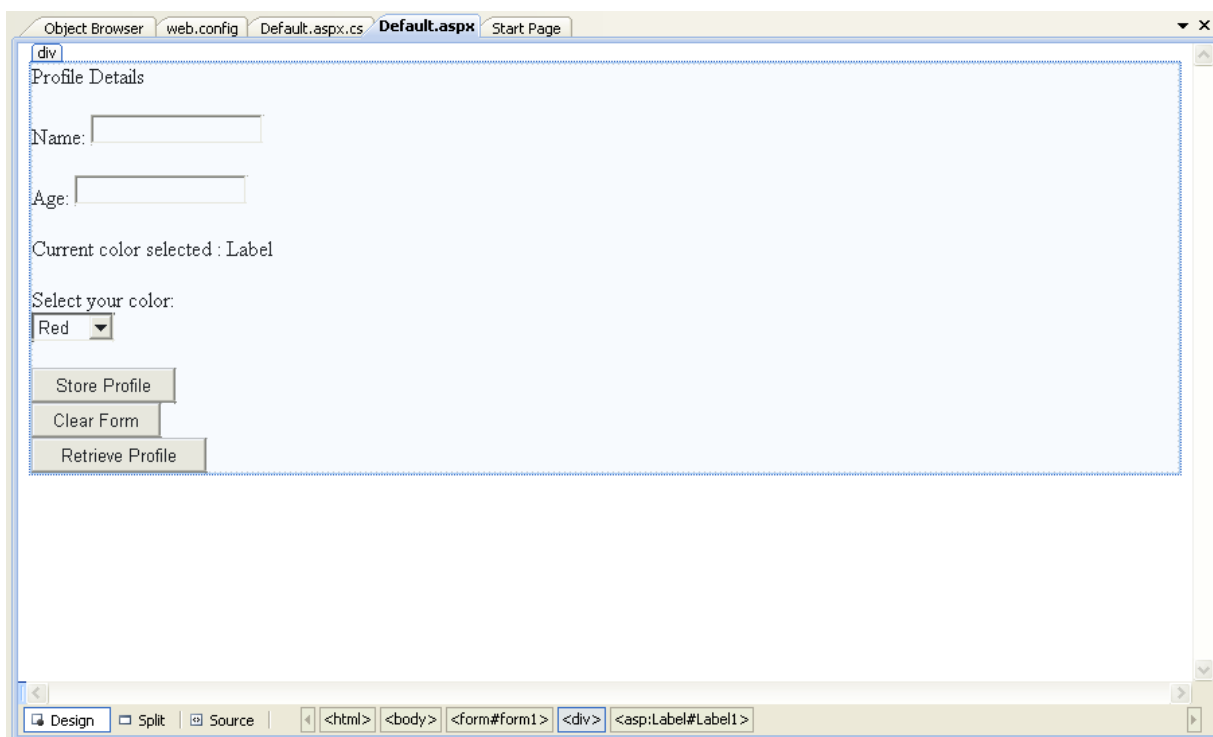 Object Browser web.config Default.aspx.cs Default.aspx Start Page
div
Profile Details
Name:
Age:
Current color selected : Label
Select your color:
Red
Store Profile
Clear Form
Retrieve Profile
Design Split Source <html> <body> <form#form1> <div> <asp:Label#Label1>